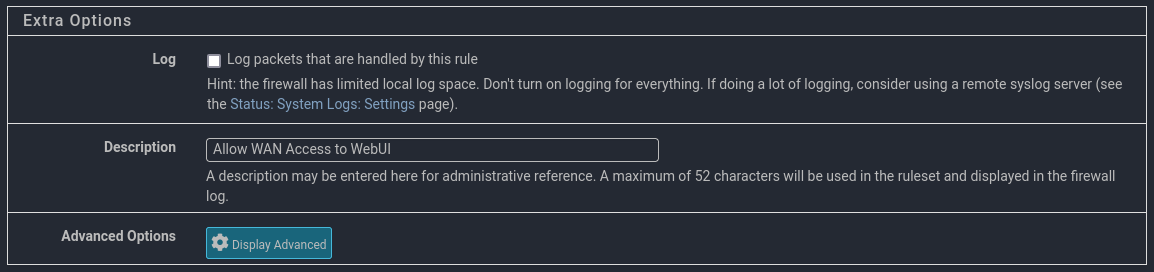 Extra Options
Log
Log packets that are handled by this rule
Hint: the firewall has limited local log space. Don't turn on logging for everything. If doing a lot of logging, consider using a remote syslog server (see
the Status: System Logs: Settings page).
Description
Allow WAN Access to WebUI
A description may be entered here for administrative reference. A maximum of 52 characters will be used in the ruleset and displayed in the firewall
log.
Advanced Options
Display Advanced